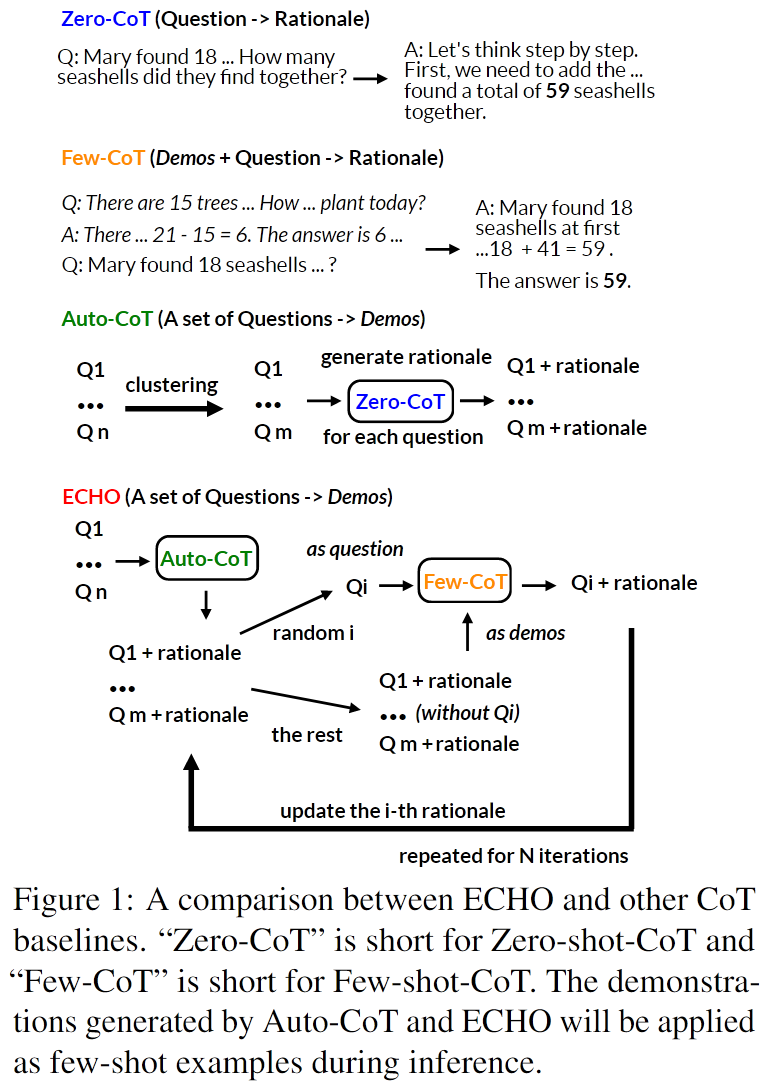 Zero-CoT (Question -> Rationale)
Q: Mary found 18 ... How many
seashells did they find together?
A: Let's think step by step.
First, we need to add the ...
found a total of 59 seashells
together.
Few-CoT (Demos + Question -> Rationale)
Q: There are 15 trees ... How ... plant today?
A: There ... 21 - 15 = 6. The answer is 6 ...
Q: Mary found 18 seashells ... ?
A: Mary found 18
seashells at first
...18 + 41 = 59 .
The answer is 59.
Auto-CoT (A set of Questions -> Demos)
Q1
...
Q n
clustering
Q1
...
Q m
generate rationale
Zero-CoT
for each question
Q1 + rationale
...
Q m + rationale
ECHO (A set of Questions -> Demos)
Q1
...
Q n
Auto-CoT
as question
Qi
Few-CoT
Qi + rationale
random i
as demos
Q1 + rationale
...
Q m + rationale
the rest
Q1 + rationale
... (without Qi)
Q m + rationale
update the i-th rationale
repeated for N iterations
Figure 1: A comparison between ECHO and other CoT
baselines. “Zero-CoT” is short for Zero-shot-CoT and
“Few-CoT” is short for Few-shot-CoT. The demonstra-
tions generated by Auto-CoT and ECHO will be applied
as few-shot examples during inference.